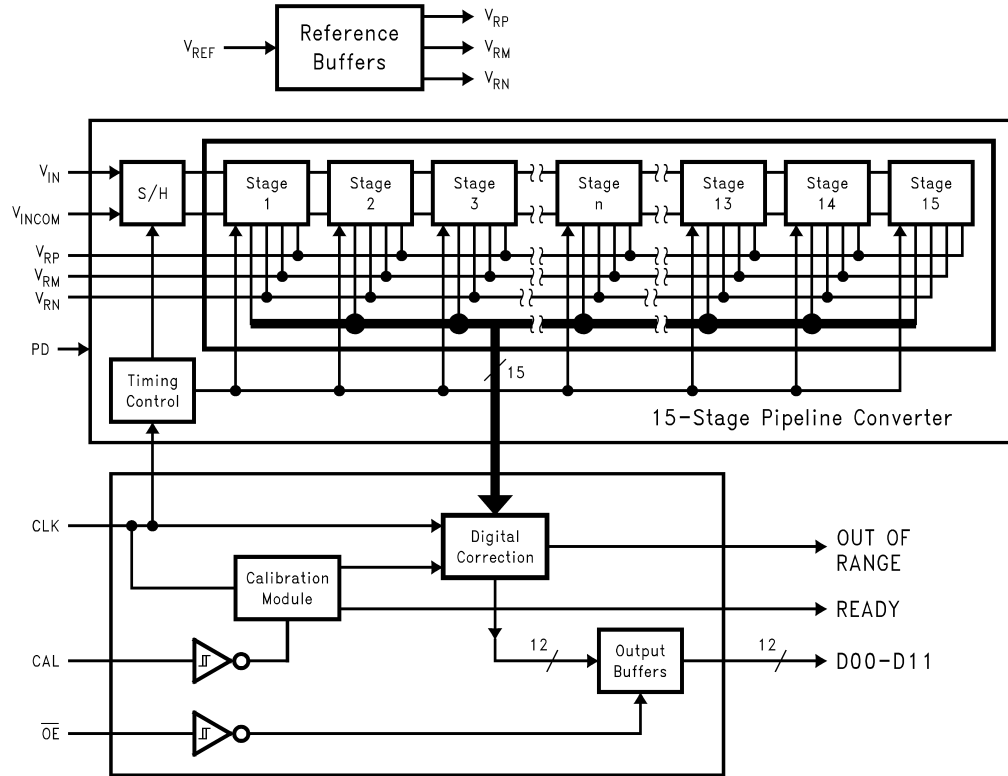 V_REF
Reference
Buffers
V_RP
V_RM
V_RN
V_IN
V_INCOM
V_RP
V_RM
V_RN
PD
S/H
Stage
1
Stage
2
Stage
3
Stage
n
Stage
13
Stage
14
Stage
15
15
Timing
Control
15-Stage Pipeline Converter
CLK
Digital
Correction
OUT OF
RANGE
Calibration
Module
READY
CAL
12
Output
Buffers
12
D00-D11
O̅E̅